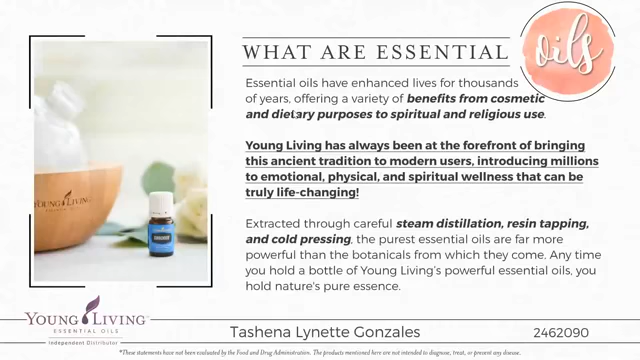 WHAT ARE ESSENTIAL oils
Essential oils have enhanced lives for thousands
of years, offering a variety of benefits from cosmetic
and dietary purposes to spiritual and religious use.
Young Living has always been at the forefront of bringing
this ancient tradition to modern users, introducing millions
to emotional, physical, and spiritual wellness that can be
truly life-changing!
Extracted through careful steam distillation, resin tapping,
and cold pressing, the purest essential oils are far more
powerful than the botanicals from which they come. Any time
you hold a bottle of Young Living's powerful essential oils, you
hold nature's pure essence.
YOUNG LIVING
YOUNG LIVING
ESSENTIAL OILS
Independent Distributor
Tashena Lynette Gonzales
2462090
*These statements have not been evaluated by the Food and Drug Administration. The products mentioned here are not intended to diagnose, treat, or prevent any disease.